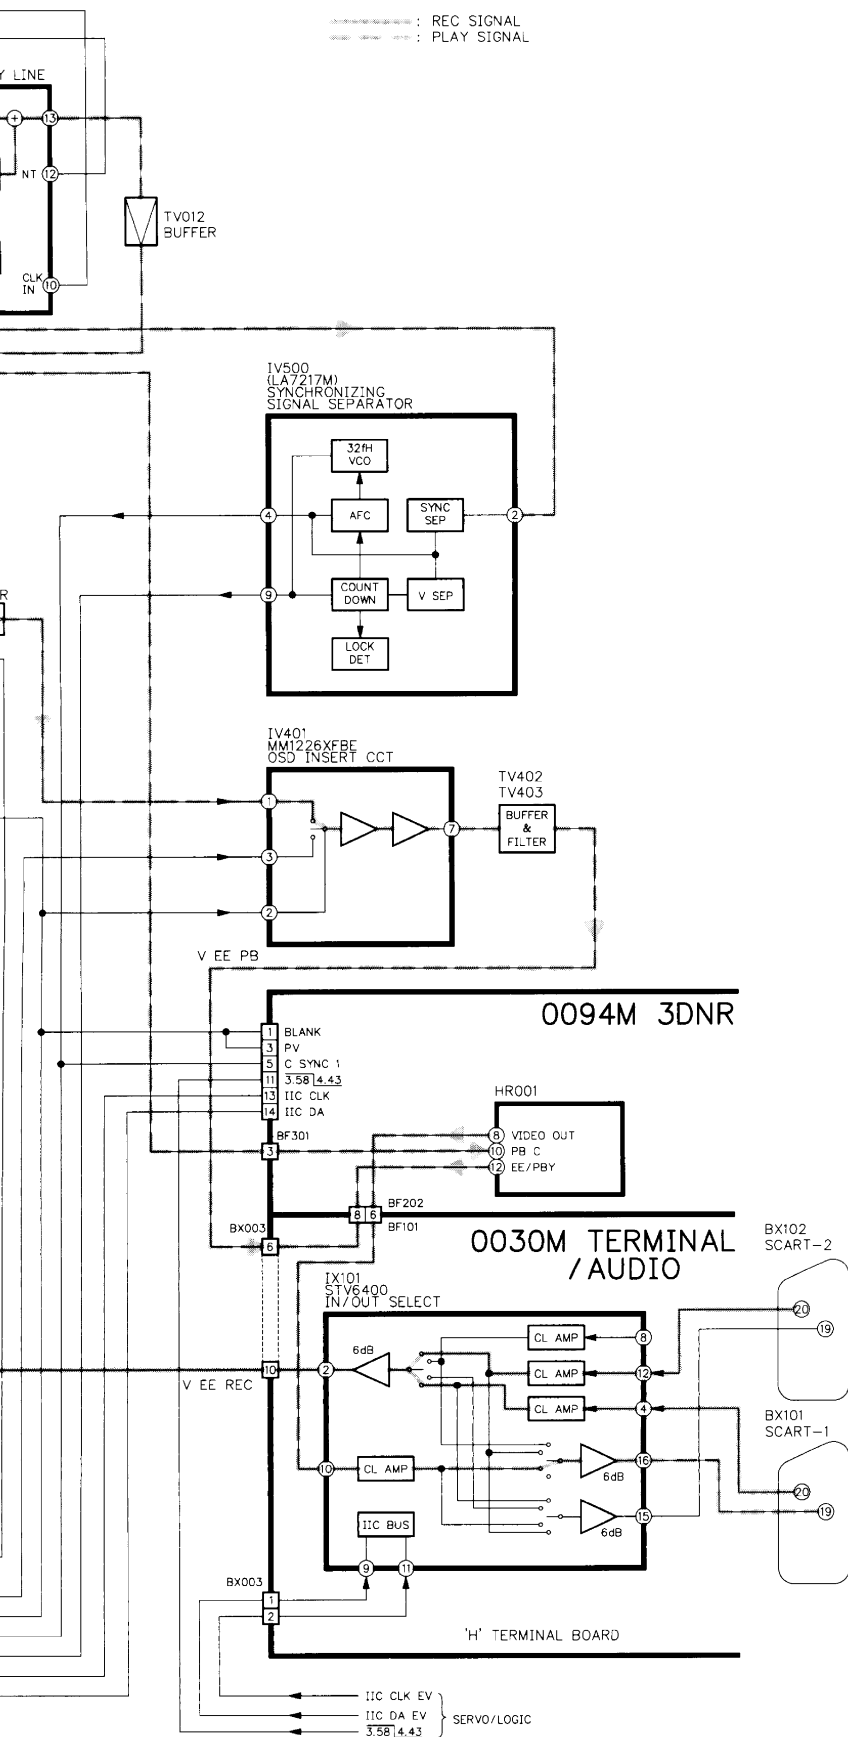 : REC SIGNAL
: PLAY SIGNAL
Y LINE
+
13
NT 12
TV012
BUFFER
CLK
IN
10
IV500
(LA7217M)
SYNCHRONIZING
SIGNAL SEPARATOR
32fH
VCO
4
AFC
SYNC
SEP
2
9
COUNT
DOWN
V SEP
R
LOCK
DET
IV401
MM1226XFBE
OSD INSERT CCT
TV402
TV403
1
BUFFER
&
FILTER
7
3
2
V EE PB
0094M 3DNR
1 BLANK
3 PV
5 C SYNC 1
11 3.58 4.43
13 IIC CLK
14 IIC DA
HR001
BF301
8 VIDEO OUT
3
10 PB C
12 EE/PBY
BF202
8 6
BF101
BX003
6
0030M TERMINAL
/AUDIO
BX102
SCART-2
IX101
STV6400
IN/OUT SELECT
20
19
6dB
CL AMP
8
10
2
CL AMP
12
V EE REC
CL AMP
4
BX101
SCART-1
10
CL AMP
6dB
16
20
19
IIC BUS
6dB
15
9
11
BX003
1
2
'H' TERMINAL BOARD
IIC CLK EV
IIC DA EV
3.58 4.43
SERVO/LOGIC